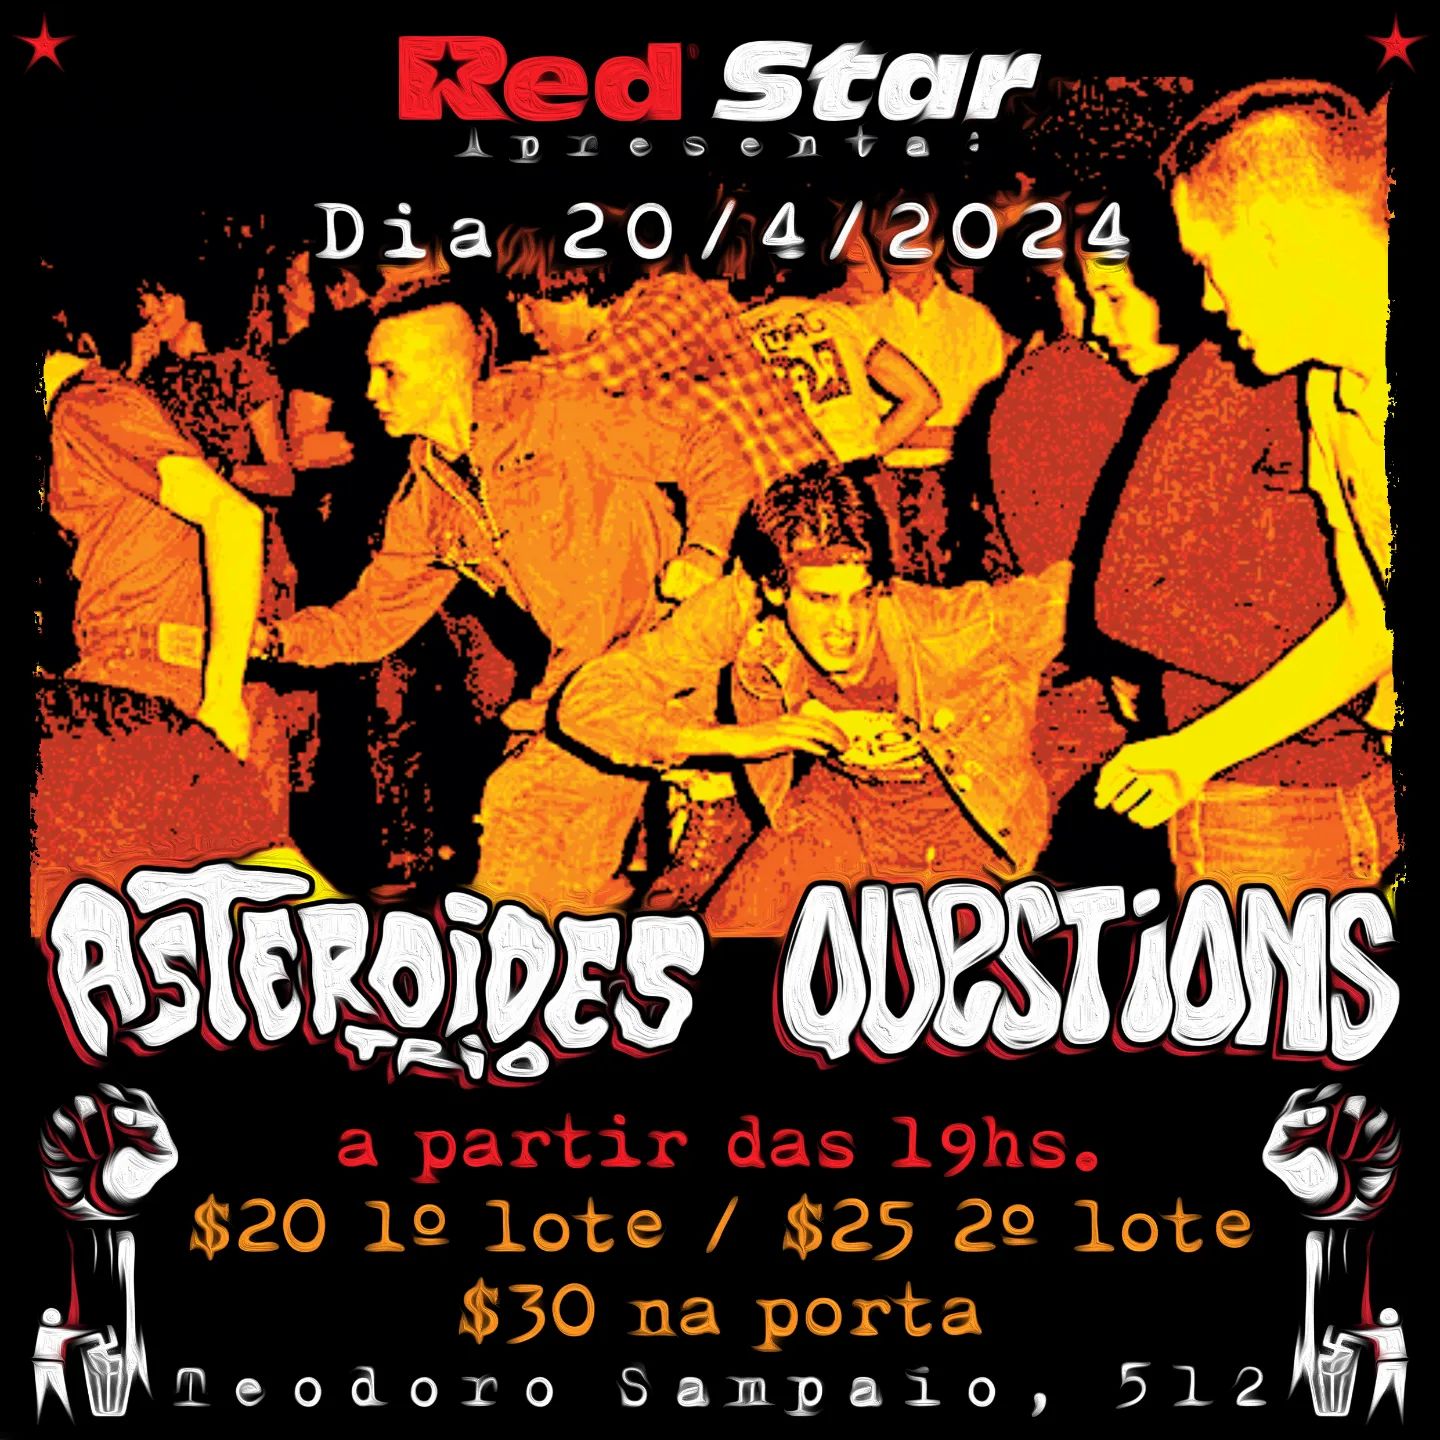 Red Star
Apresenta:
Dia 20/4/2024
ASTEROiDES QUESTiONS
TRiO
a partir das 19hs.
$20 1º lote / $25 2º lote
$30 na porta
Teodoro Sampaio, 512